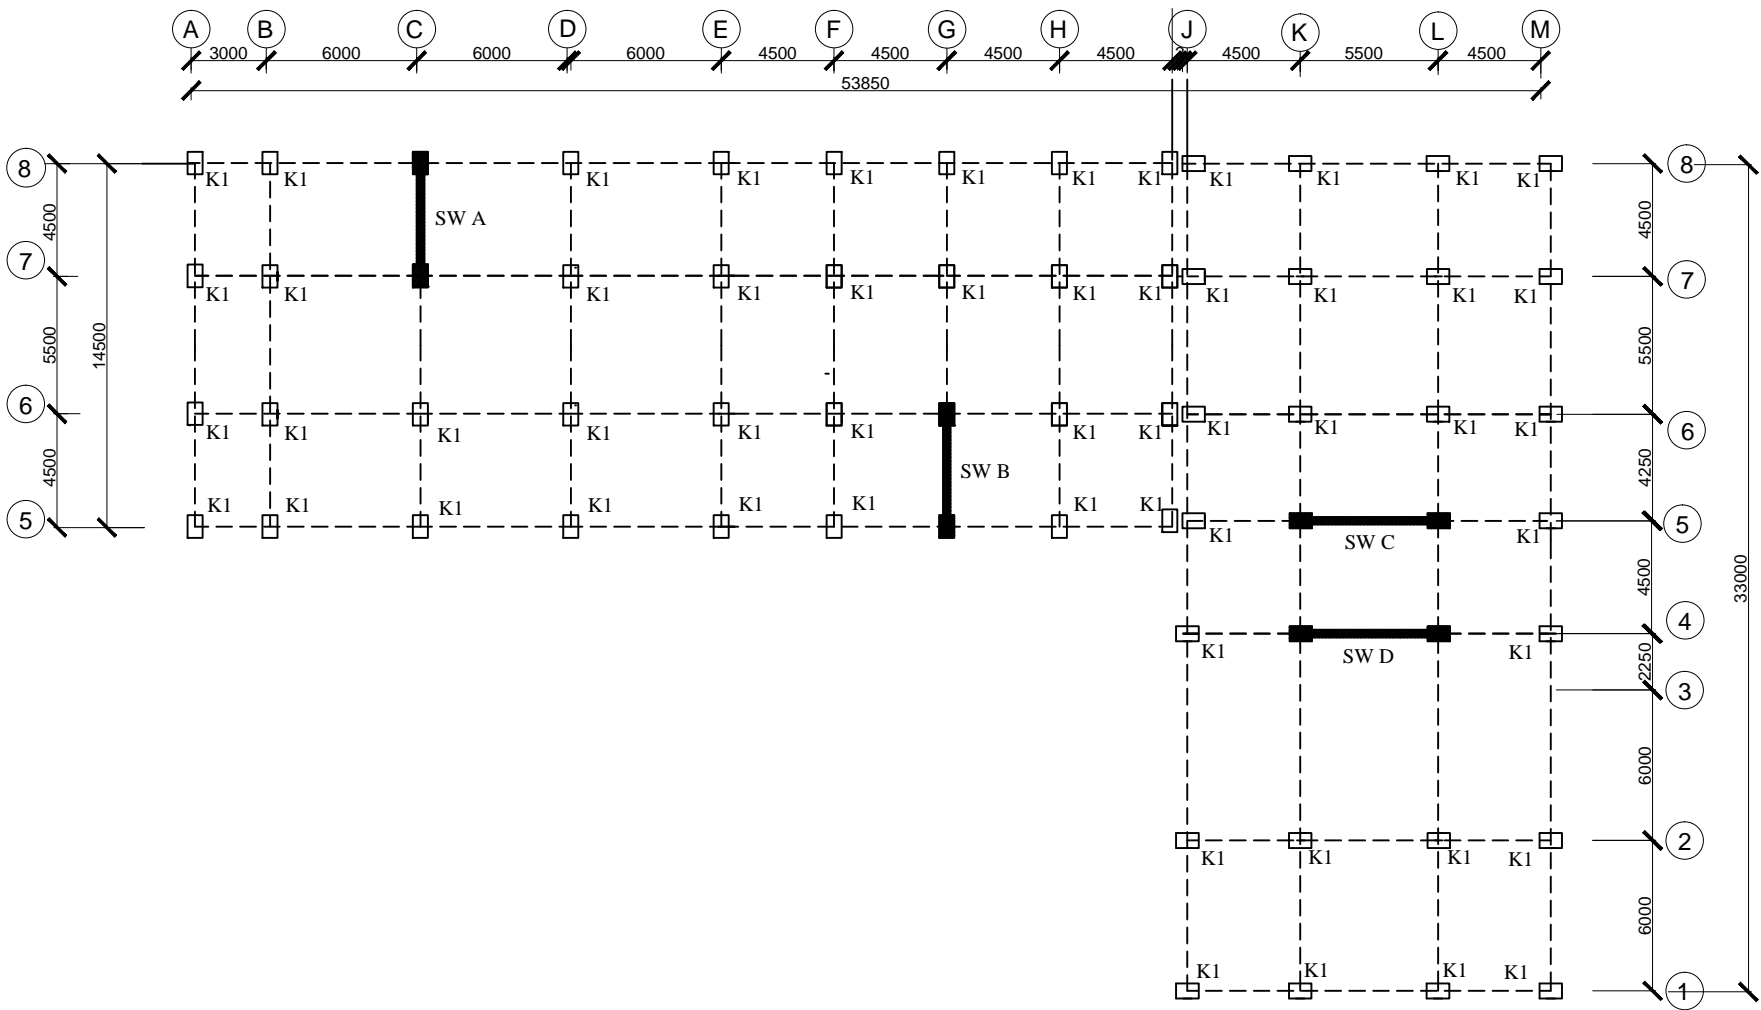 A B C D E F G H J K L M
3000 6000 6000 6000 4500 4500 4500 4500 4500 5500 4500
53850
8 8
K1 K1 K1 K1 K1 K1 K1 K1 K1 K1 K1 K1
4500 SW A 4500
7 7
K1 K1 K1 K1 K1 K1 K1 K1 K1 K1 K1 K1
5500 14500 5500
6 6
K1 K1 K1 K1 K1 K1 K1 K1 K1 K1 K1 K1
4500 SW B 4250
K1 K1 K1 K1 K1 K1 K1 K1
5 5
K1 K1
SW C
4500 33000
4
K1 SW D K1
2250
3
6000
2
K1 K1 K1 K1
6000
K1 K1 K1 K1
1